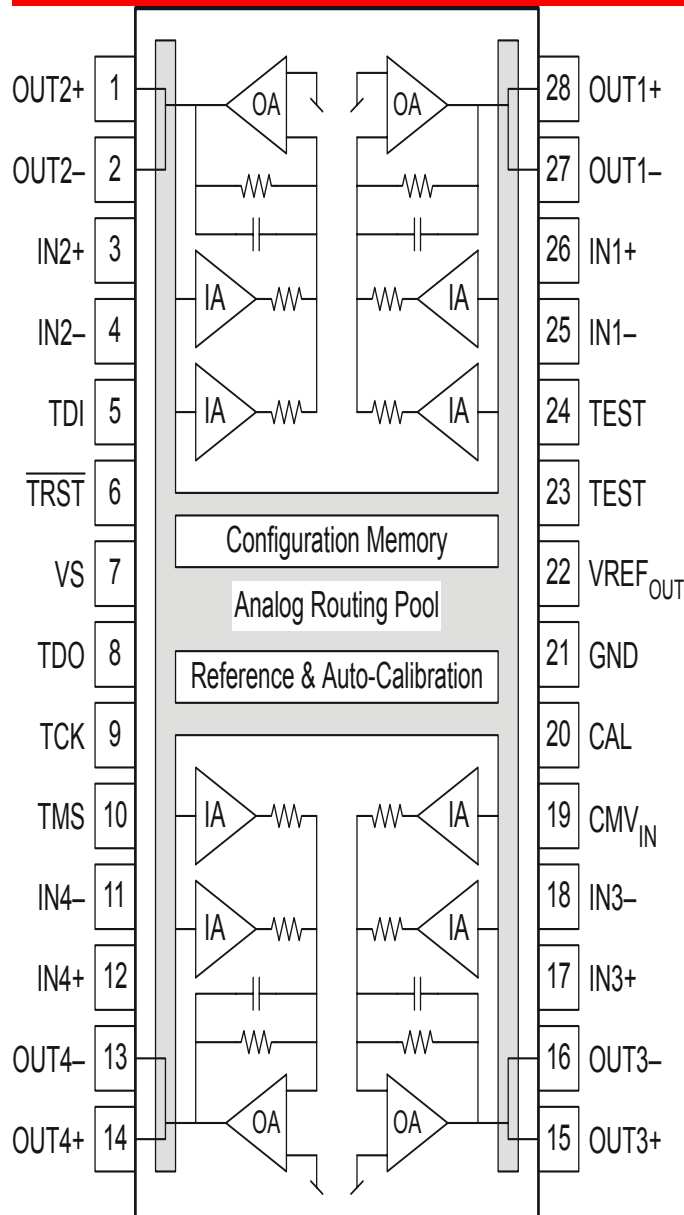 OUT2+ 1 OA OA 28 OUT1+
OUT2– 2 27 OUT1–
IN2+ 3 26 IN1+
IN2– 4 IA IA 25 IN1–
TDI 5 IA IA 24 TEST
TRST 6 23 TEST
Configuration Memory
VS 7 22 VREFOUT
Analog Routing Pool
TDO 8 21 GND
Reference & Auto-Calibration
TCK 9 20 CAL
TMS 10 IA IA 19 CMVIN
IN4– 11 IA IA 18 IN3–
IN4+ 12 17 IN3+
OUT4– 13 16 OUT3–
OUT4+ 14 OA OA 15 OUT3+